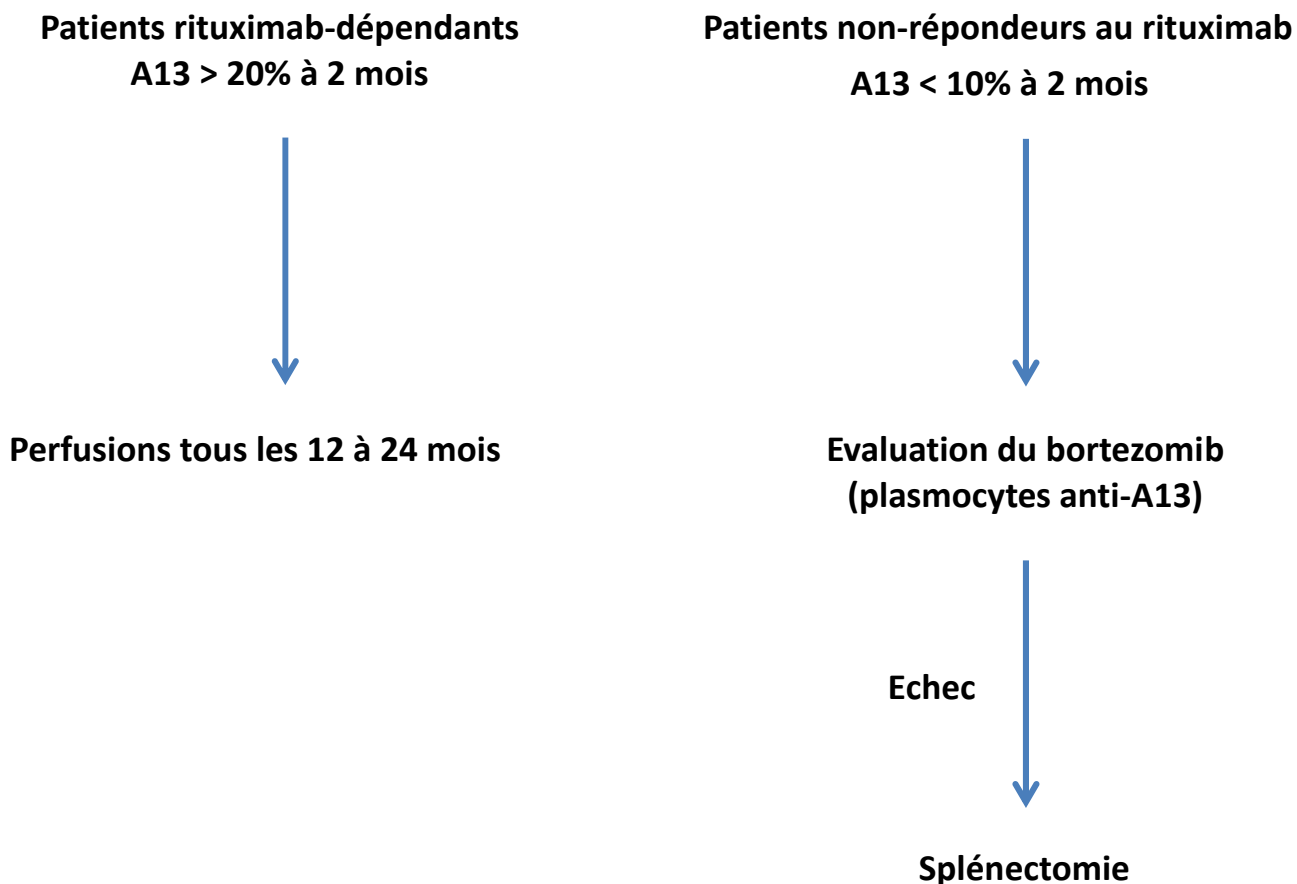 Patients rituximab-dépendants
A13 > 20% à 2 mois
Perfusions tous les 12 à 24 mois
Patients non-répondeurs au rituximab
A13 < 10% à 2 mois
Evaluation du bortezomib
(plasmocytes anti-A13)
Echec
Splénectomie